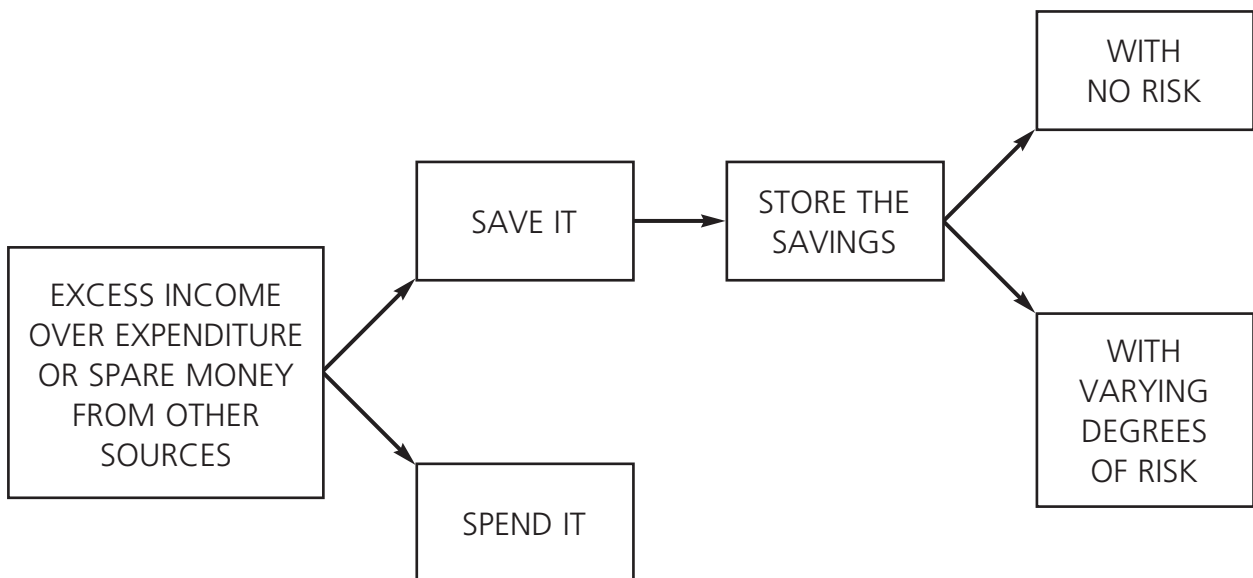 EXCESS INCOME
OVER EXPENDITURE
OR SPARE MONEY
FROM OTHER
SOURCES
SAVE IT
SPEND IT
STORE THE
SAVINGS
WITH
NO RISK
WITH
VARYING
DEGREES
OF RISK